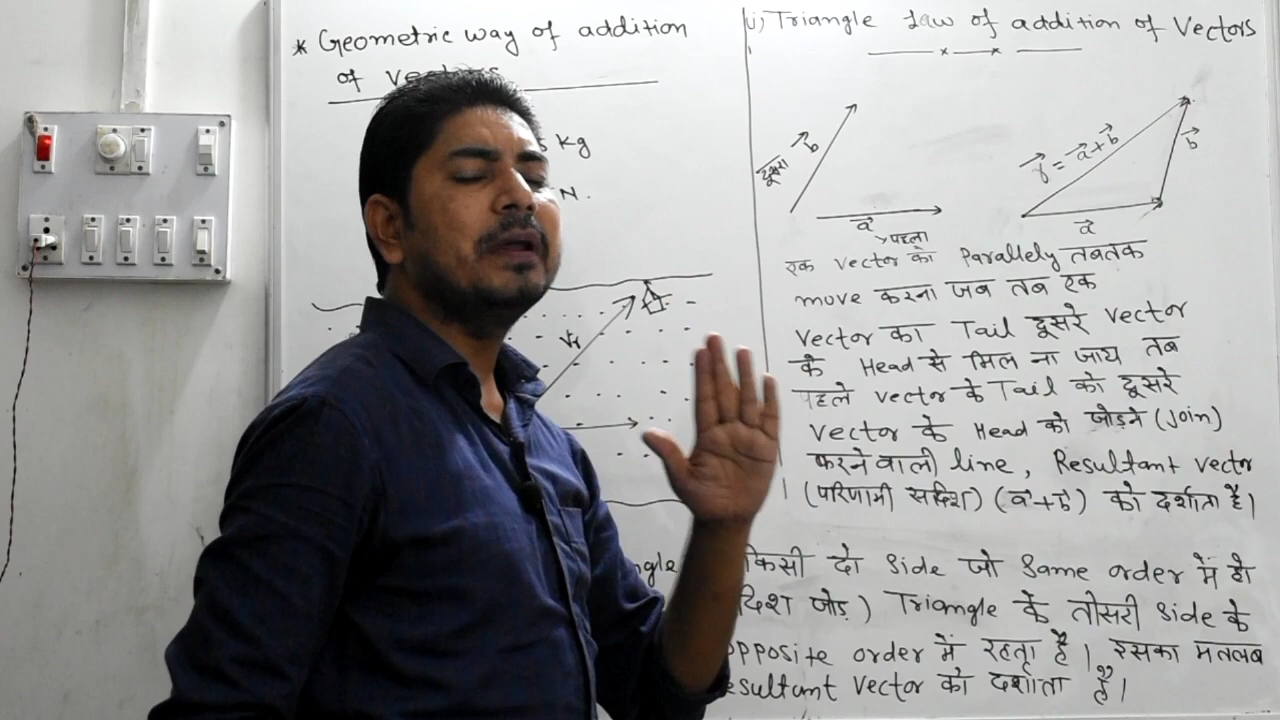 * Geometric way of addition
of Vectors
Kg
N.
i) Triangle Law of addition of Vectors
दूसरा b
a
पहला
r = a + b
b
a
एक Vector को Parallely तबतक
move करना जब तब एक
Vector का Tail दूसरे Vector
के Head से मिल ना जाय तब
पहले Vector के Tail को दूसरे
Vector के Head को जोड़ने (Join)
करने वाली line, Resultant Vector
(परिणामी सदिश) (a+b) को दर्शाता है।
किसी दो Side जो Same order में हो
जोड़) Triangle के तीसरी Side के
opposite order में रहता है। इसका मतलब
Resultant Vector को दर्शाता है।